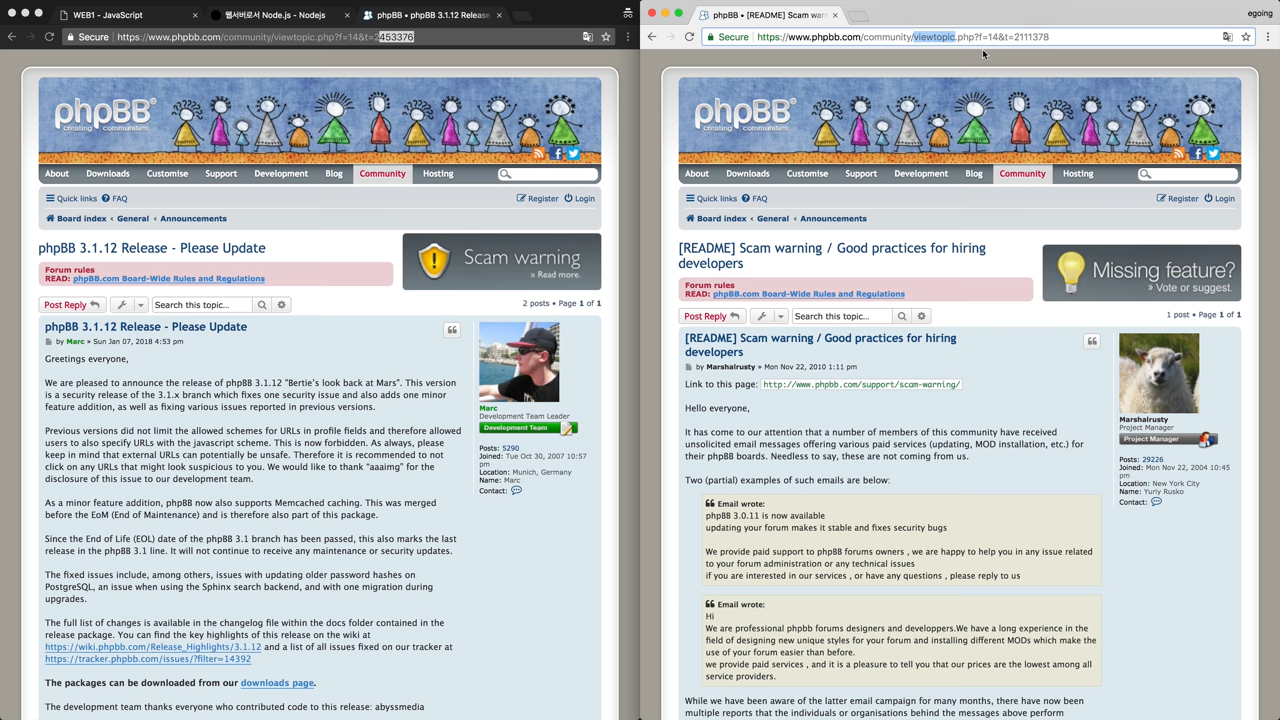 WEB1 - JavaScript
웹서버로서 Node.js - Nodejs
phpBB • phpBB 3.1.12 Release
Secure https://www.phpbb.com/community/viewtopic.php?f=14&t=2453376
phpBB
creating communities
About Downloads Customise Support Development Blog Community Hosting
Quick links FAQ Register Login
Board index ‹ General ‹ Announcements
phpBB 3.1.12 Release - Please Update
Forum rules
READ: phpBB.com Board-Wide Rules and Regulations
Scam warning
» Read more.
Post Reply Search this topic... 2 posts • Page 1 of 1
phpBB 3.1.12 Release - Please Update
by Marc » Sun Jan 07, 2018 4:53 pm
Greetings everyone,
We are pleased to announce the release of phpBB 3.1.12 "Bertie's look back at Mars". This version
is a security release of the 3.1.x branch which fixes one security issue and also adds one minor
feature addition, as well as fixing various issues reported in previous versions.
Previous versions did not limit the allowed schemes for URLs in profile fields and therefore allowed
users to also specify URLs with the javascript scheme. This is now forbidden. As always, please
keep in mind that external URLs can potentially be unsafe. Therefore it is recommended to not
click on any URLs that might look suspicious to you. We would like to thank "aaaimg" for the
disclosure of this issue to our development team.
As a minor feature addition, phpBB now also supports Memcached caching. This was merged
before the EoM (End of Maintenance) and is therefore also part of this package.
Since the End of Life (EOL) date of the phpBB 3.1 branch has been passed, this also marks the last
release in the phpBB 3.1 line. It will not continue to receive any maintenance or security updates.
The fixed issues include, among others, issues with updating older password hashes on
PostgreSQL, an issue when using the Sphinx search backend, and with one migration during
upgrades.
The full list of changes is available in the changelog file within the docs folder contained in the
release package. You can find the key highlights of this release on the wiki at
https://wiki.phpbb.com/Release_Highlights/3.1.12 and a list of all issues fixed on our tracker at
https://tracker.phpbb.com/issues/?filter=14392
The packages can be downloaded from our downloads page.
The development team thanks everyone who contributed code to this release: abyssmedia
Marc
Development Team Leader
Development Team
Posts: 5290
Joined: Tue Oct 30, 2007 10:57
pm
Location: Munich, Germany
Name: Marc
Contact:
phpBB • [README] Scam warn
egoing
Secure https://www.phpbb.com/community/viewtopic.php?f=14&t=2111378
phpBB
creating communities
About Downloads Customise Support Development Blog Community Hosting
Quick links FAQ Register Login
Board index ‹ General ‹ Announcements
[README] Scam warning / Good practices for hiring
developers
Forum rules
READ: phpBB.com Board-Wide Rules and Regulations
Missing feature?
» Vote or suggest.
Post Reply Search this topic... 1 post • Page 1 of 1
[README] Scam warning / Good practices for hiring
developers
by Marshalrusty » Mon Nov 22, 2010 1:11 pm
Link to this page: http://www.phpbb.com/support/scam-warning/
Hello everyone,
It has come to our attention that a number of members of this community have received
unsolicited email messages offering various paid services (updating, MOD installation, etc.) for
their phpBB boards. Needless to say, these are not coming from us.
Two (partial) examples of such emails are below:
Email wrote:
phpBB 3.0.11 is now available
updating your forum makes it stable and fixes security bugs
We provide paid support to phpBB forums owners , we are happy to help you in any issue related
to your forum administration or any technical issues
if you are interested in our services , or have any questions , please reply to us
Email wrote:
Hi
We are professional phpbb forums designers and developpers.We have a long experience in the
field of designing new unique styles for your forum and installing different MODs which make the
use of your forum easier than before.
we provide paid services , and it is a pleasure to tell you that our prices are the lowest among all
service providers.
While we have been aware of the latter email campaign for many months, there have now been
multiple reports that the individuals or organisations behind the messages above perform
Marshalrusty
Project Manager
Project Manager
Posts: 29226
Joined: Mon Nov 22, 2004 10:45
pm
Location: New York City
Name: Yuriy Rusko
Contact: